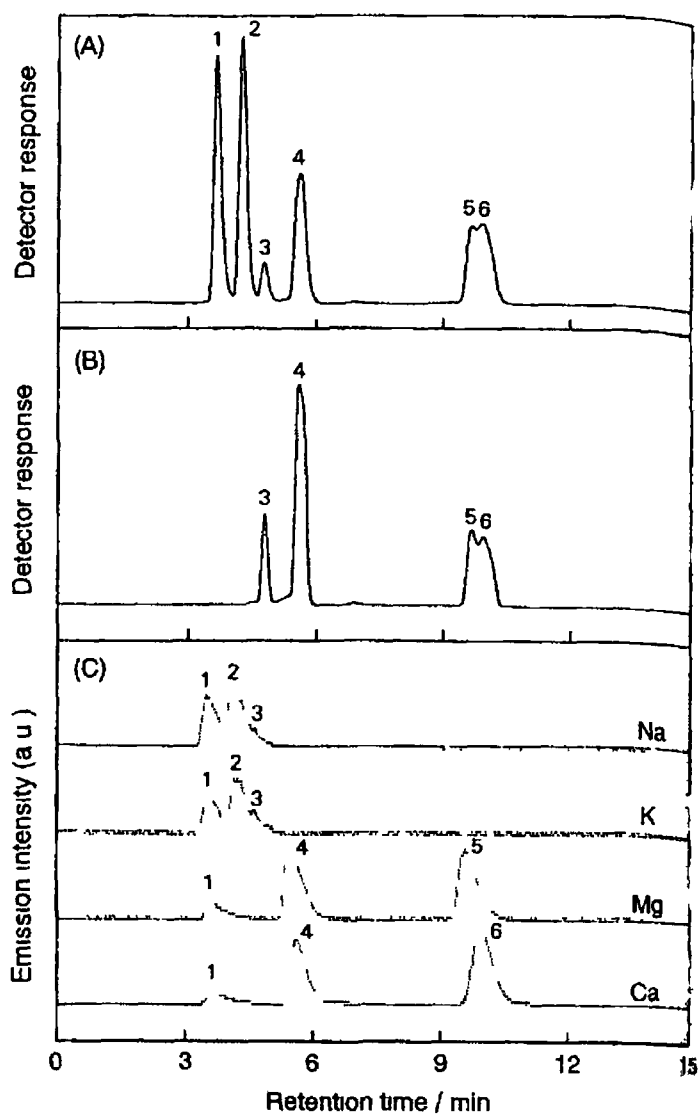 (A)
1 2
3
4
5 6
Detector response
(B)
3
4
5 6
Detector response
(C)
1 2 3
Na
1 2 3
K
1 4 5
Mg
1 4 6
Ca
Emission intensity (a u )
0 3 6 9 12 15
Retention time / min